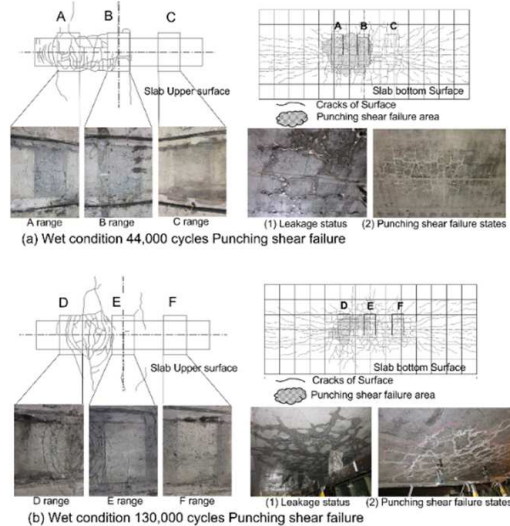 A B C
A B C
Slab Upper surface
Slab bottom Surface
Cracks of Surface
Punching shear failure area
A range B range C range
(1) Leakage status (2) Punching shear failure states
(a) Wet condition 44,000 cycles Punching shear failure
D E F
D E F
Slab Upper surface
Slab bottom Surface
Cracks of Surface
Punching shear failure area
D range E range F range
(1) Leakage status (2) Punching shear failure states
(b) Wet condition 130,000 cycles Punching shear failure